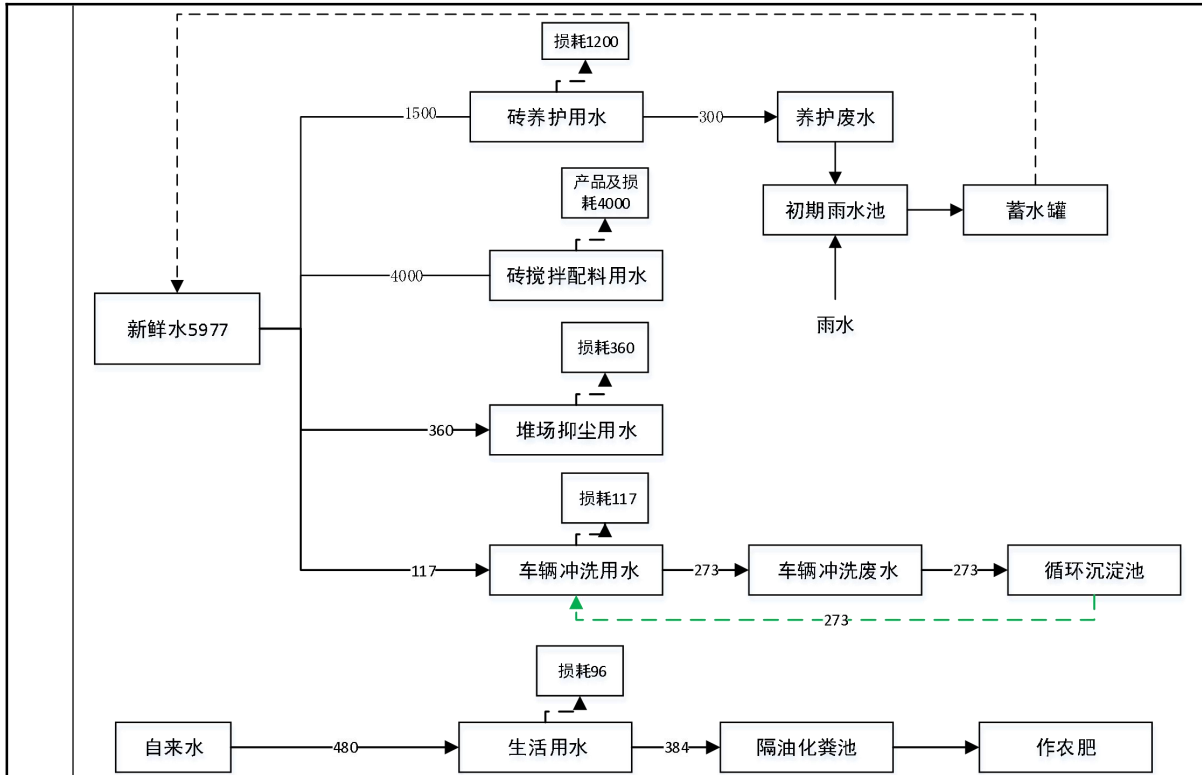 损耗1200
1500
砖养护用水
300
养护废水
产品及损
耗4000
初期雨水池
蓄水罐
4000
砖搅拌配料用水
新鲜水5977
雨水
损耗360
360
堆场抑尘用水
损耗117
117
车辆冲洗用水
273
车辆冲洗废水
273
循环沉淀池
273
损耗96
自来水
480
生活用水
384
隔油化粪池
作农肥